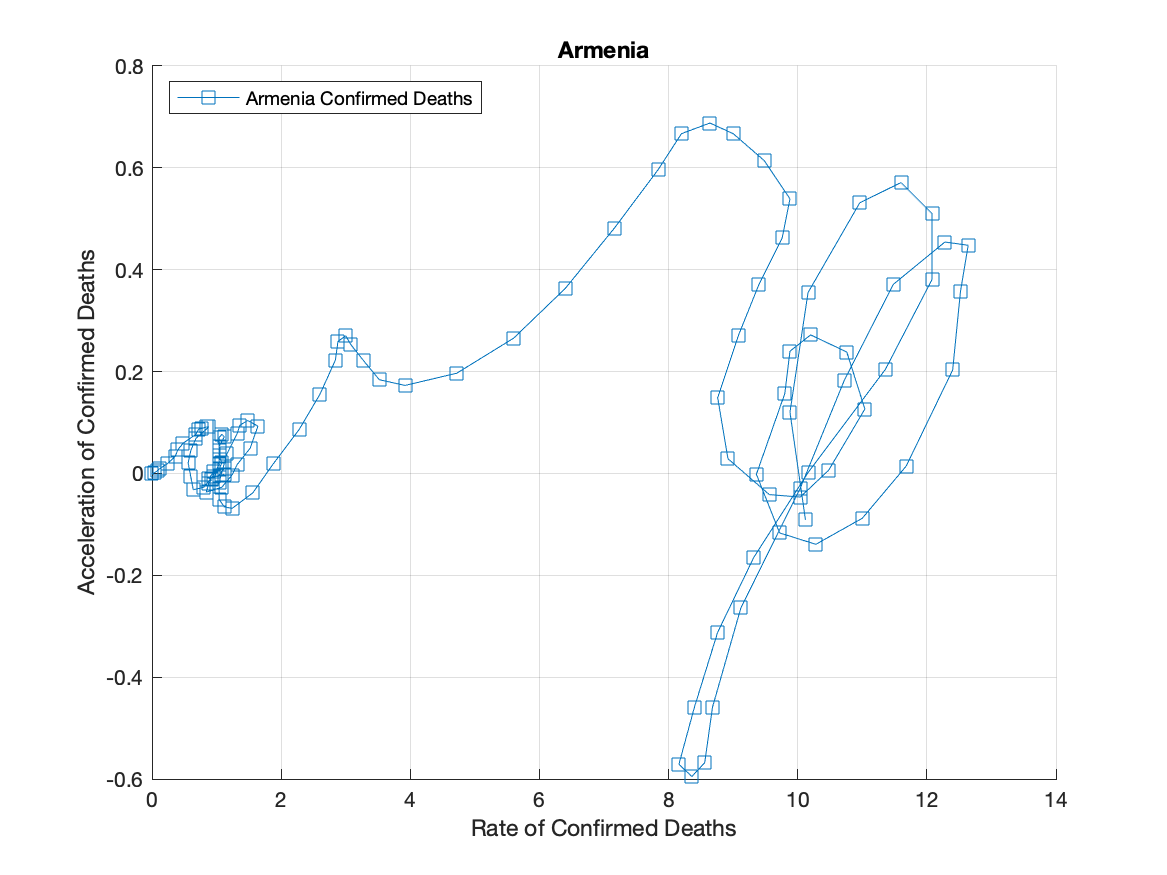 Armenia
Armenia Confirmed Deaths
0.8
0.6
0.4
0.2
0
-0.2
-0.4
-0.6
Acceleration of Confirmed Deaths
0 2 4 6 8 10 12 14
Rate of Confirmed Deaths